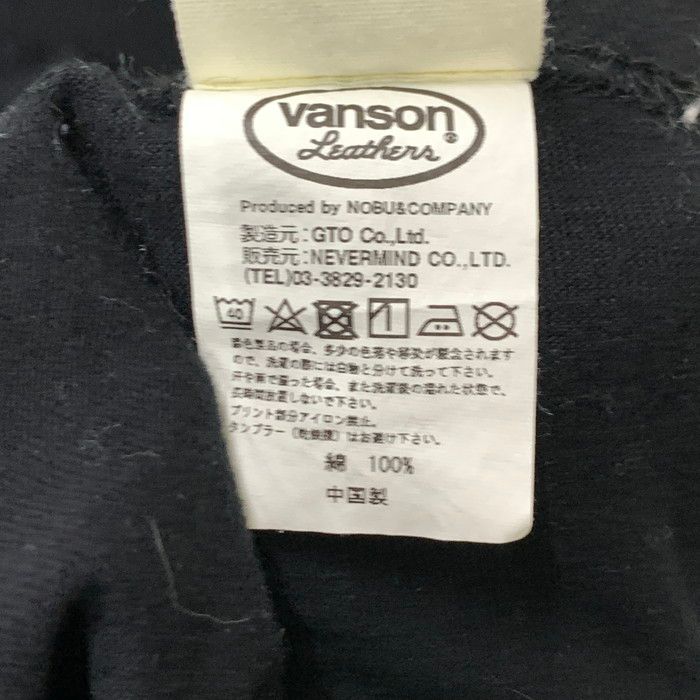 vanson
Leathers
®
Produced by NOBU&COMPANY
製造元:GTO Co.,Ltd.
販売元:NEVERMIND CO.,LTD.
(TEL)03-3829-2130
40
着色製品の場合、多少の色落や移染が懸念されます
ので、洗濯の際には白物と分けて洗って下さい。
汗や雨で湿った場合、また洗濯後の濡れた状態で、
長時間放置しないで下さい。
プリント部分アイロン禁止。
タンブラー(乾燥機)はお避け下さい。
綿 100%
中国製